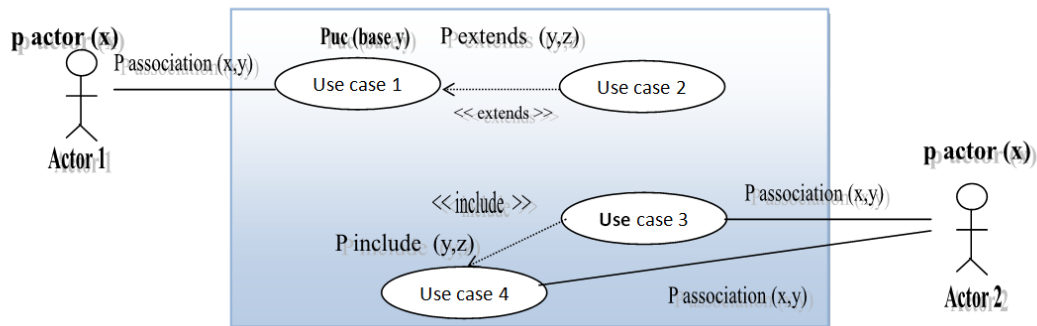 p actor (x)
P association (x,y)
Actor 1
Puc (base y)
P extends (y,z)
Use case 1
Use case 2
<< extends >>
<< include >>
P include (y,z)
Use case 3
Use case 4
P association (x,y)
P association (x,y)
p actor (x)
Actor 2